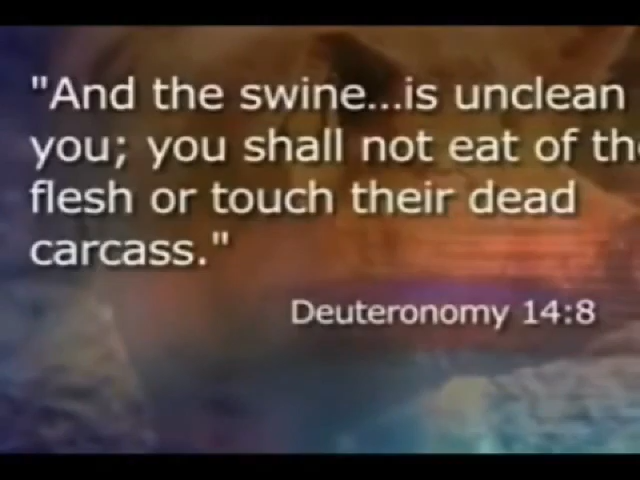 "And the swine...is unclean
you; you shall not eat of the
flesh or touch their dead
carcass."
Deuteronomy 14:8